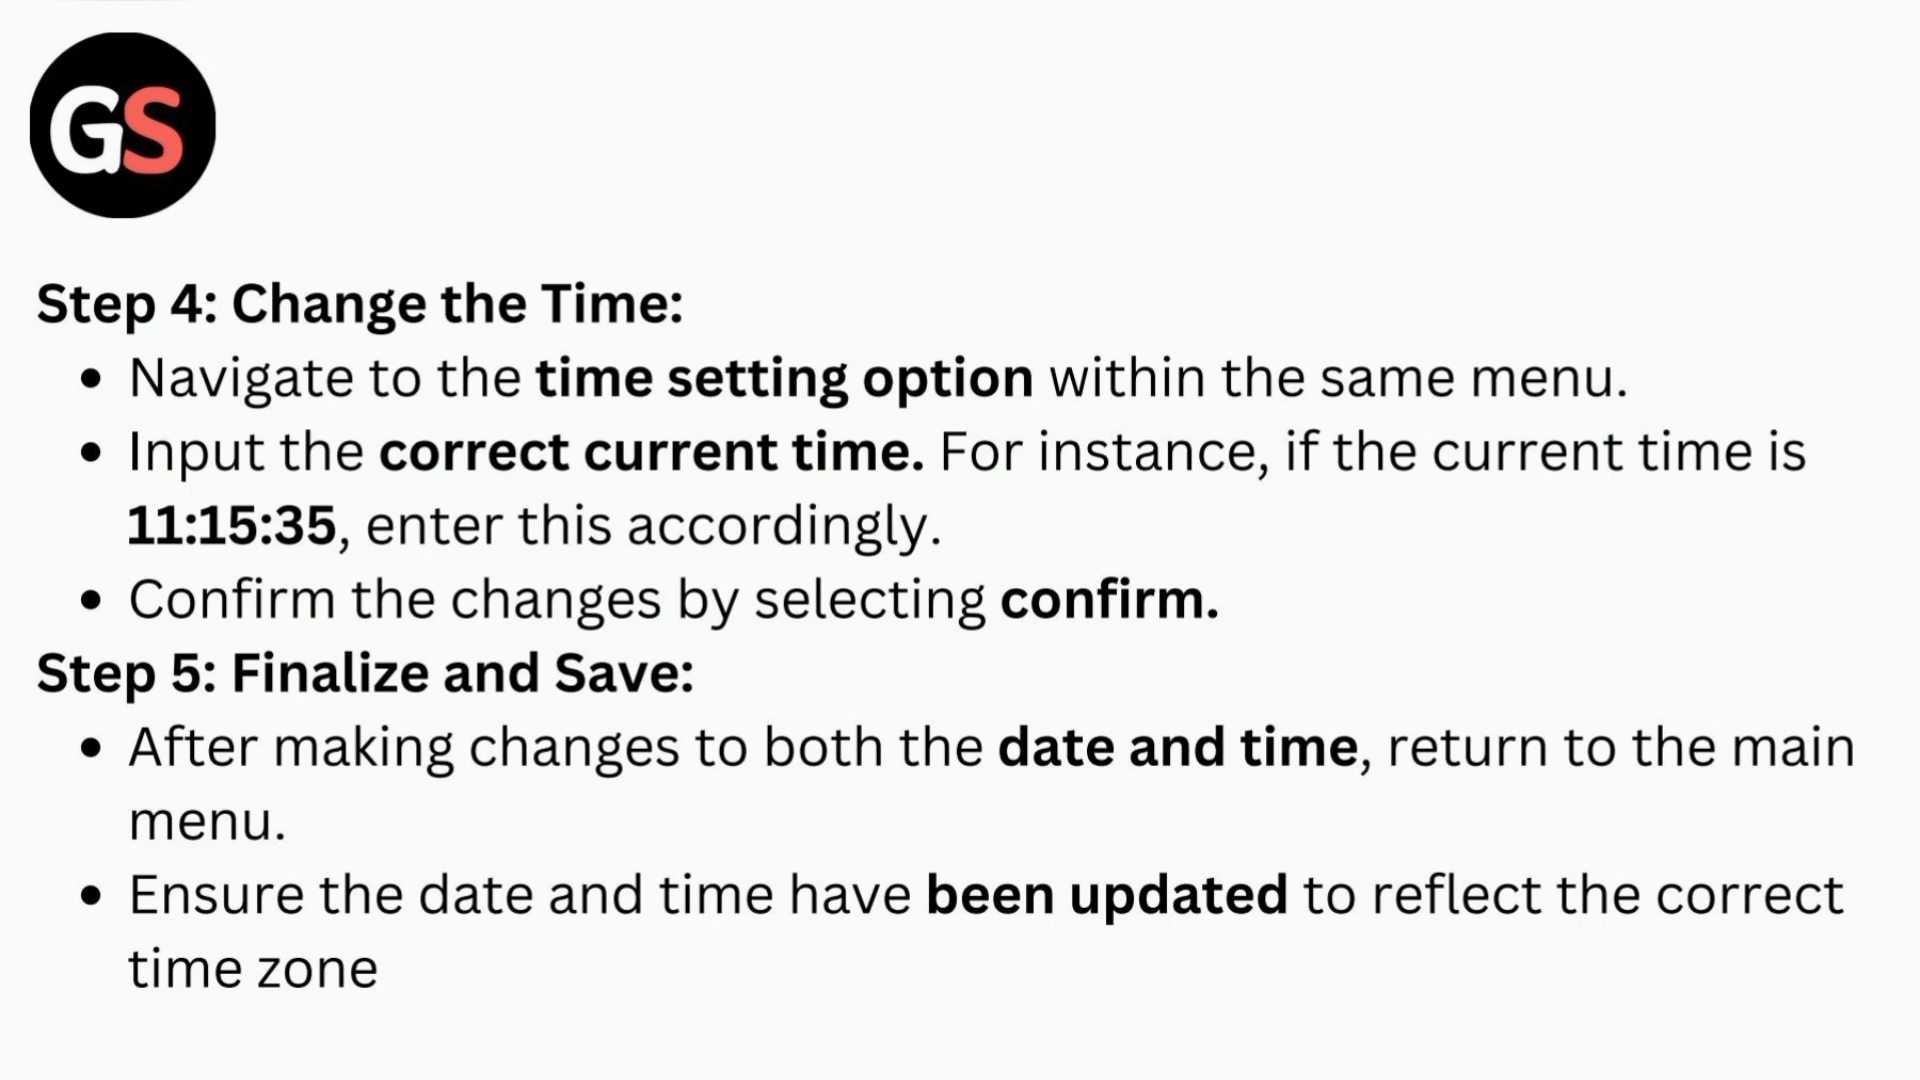 GS
Step 4: Change the Time:
• Navigate to the time setting option within the same menu.
• Input the correct current time. For instance, if the current time is
11:15:35, enter this accordingly.
• Confirm the changes by selecting confirm.
Step 5: Finalize and Save:
• After making changes to both the date and time, return to the main
menu.
• Ensure the date and time have been updated to reflect the correct
time zone